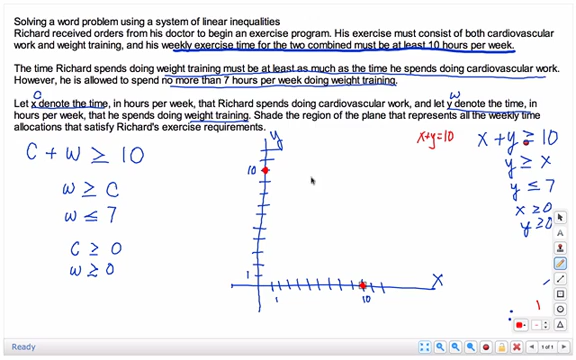 Solving a word problem using a system of linear inequalities
Richard received orders from his doctor to begin an exercise program. His exercise must consist of both cardiovascular
work and weight training, and his weekly exercise time for the two combined must be at least 10 hours per week.
The time Richard spends doing weight training must be at least as much as the time he spends doing cardiovascular work.
However, he is allowed to spend no more than 7 hours per week doing weight training.
C
w
Let x denote the time, in hours per week, that Richard spends doing cardiovascular work, and let y denote the time, in
hours per week, that he spends doing weight training. Shade the region of the plane that represents all the weekly time
allocations that satisfy Richard's exercise requirements.
C + w ≥ 10
w ≥ C
w ≤ 7
C ≥ 0
w ≥ 0
y
10
1
1
10
x
x+y=10
x + y ≥ 10
y ≥ x
y ≤ 7
x ≥ 0
y ≥ 0
A
Ready
1 of 1